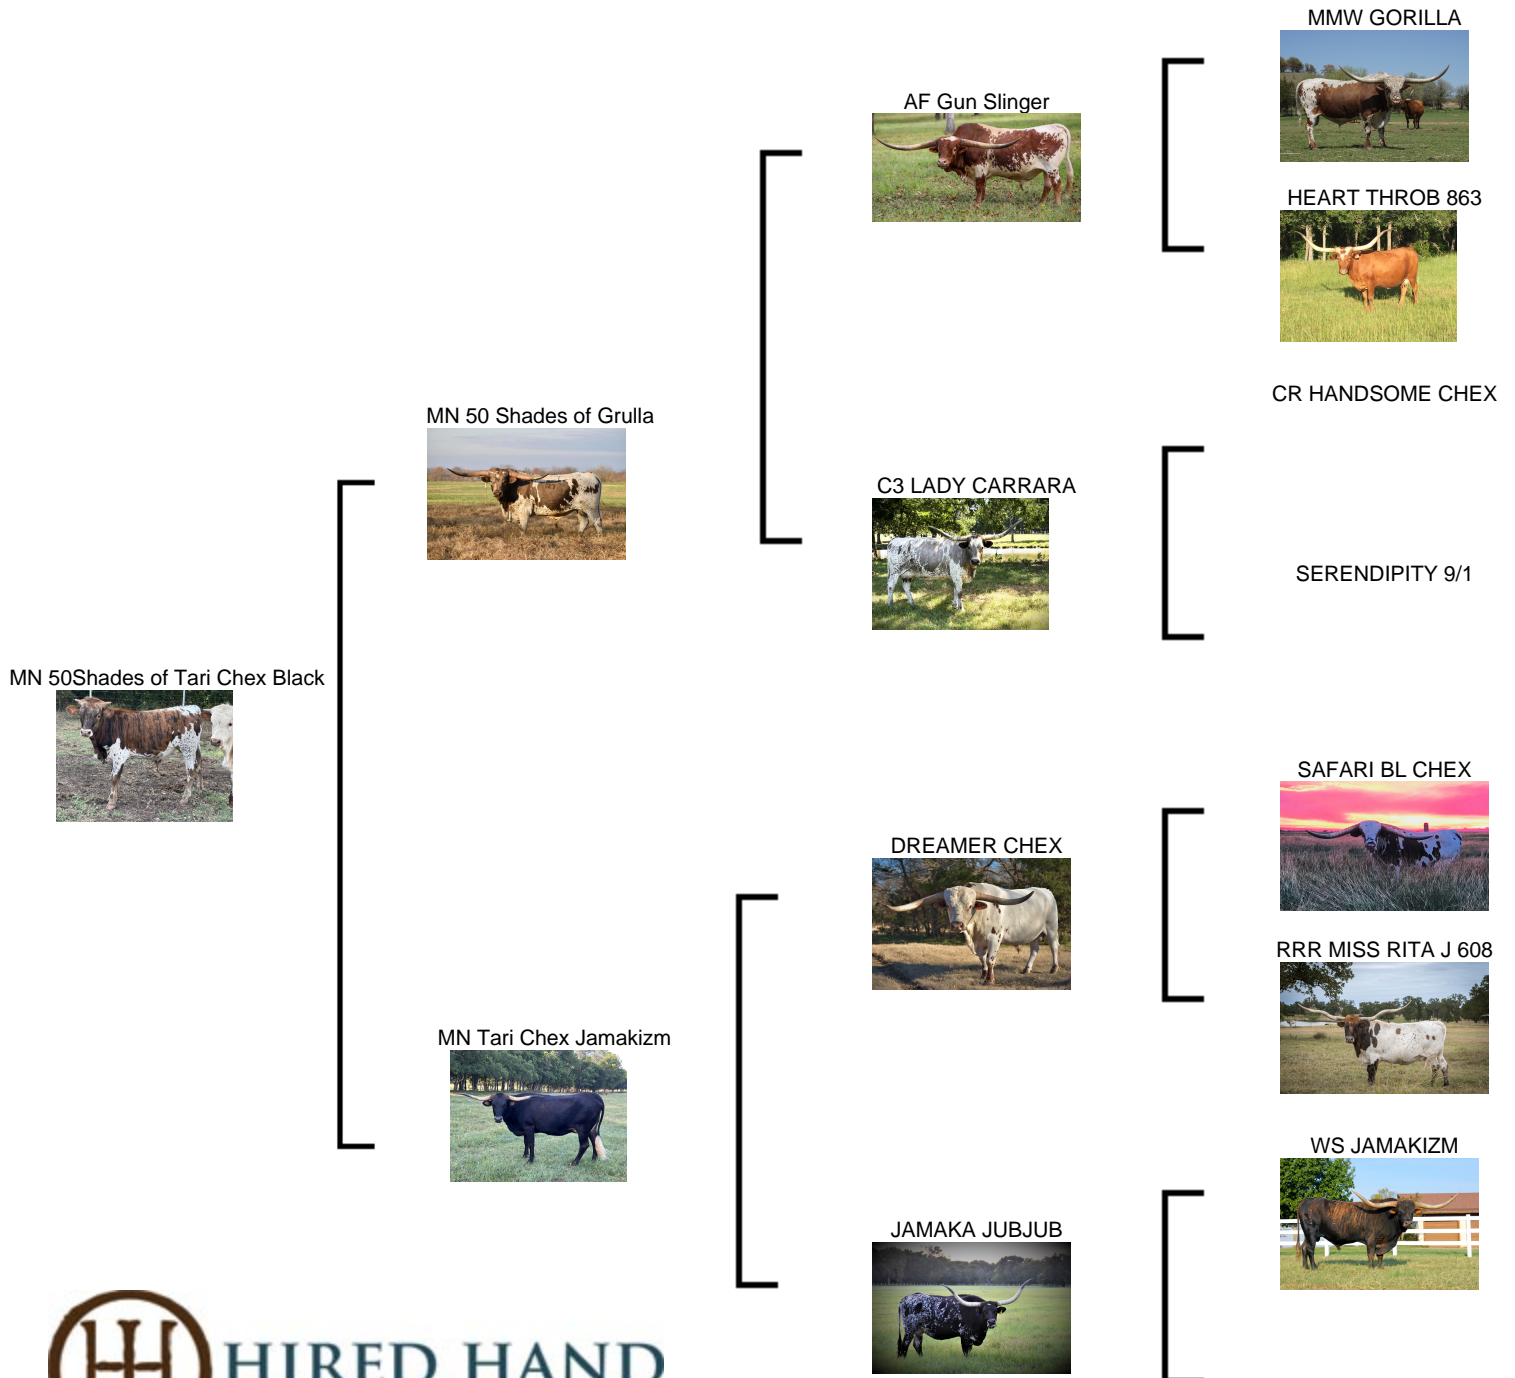 MMW GORILLA
AF Gun Slinger
HEART THROB 863
CR HANDSOME CHEX
MN 50 Shades of Grulla
C3 LADY CARRARA
SERENDIPITY 9/1
MN 50Shades of Tari Chex Black
SAFARI BL CHEX
DREAMER CHEX
RRR MISS RITA J 608
MN Tari Chex Jamakizm
WS JAMAKIZM
JAMAKA JUBJUB
HIRED HAND